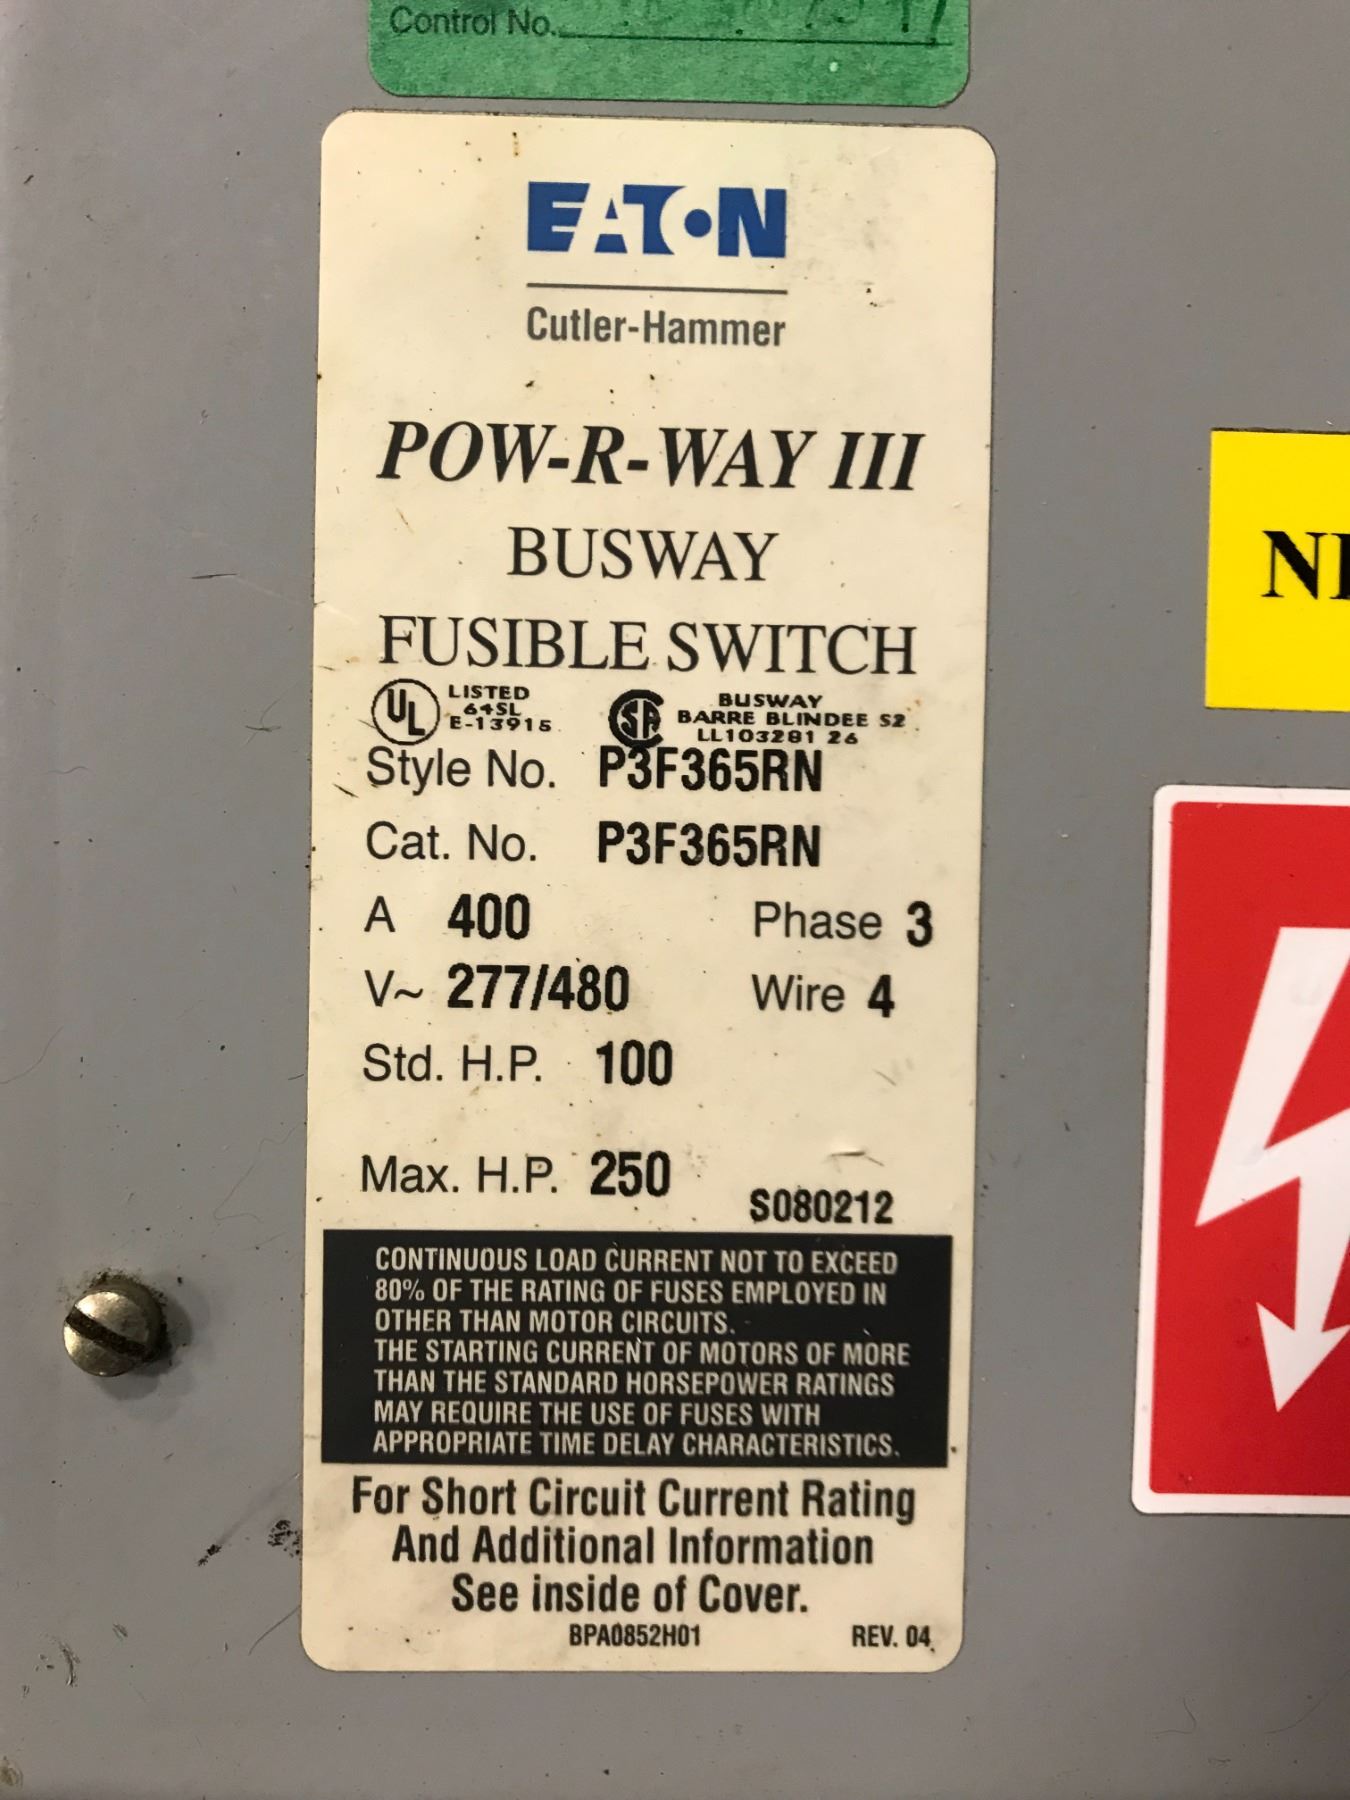 Control No.
EATON
Cutler-Hammer
POW-R-WAY III
BUSWAY
FUSIBLE SWITCH
UL LISTED
64SL
E-13915
SA BUSWAY
BARRE BLINDEE S2
LL103281 26
Style No. P3F365RN
Cat. No. P3F365RN
A 400 Phase 3
V~ 277/480 Wire 4
Std. H.P. 100
Max. H.P. 250
S080212
CONTINUOUS LOAD CURRENT NOT TO EXCEED
80% OF THE RATING OF FUSES EMPLOYED IN
OTHER THAN MOTOR CIRCUITS.
THE STARTING CURRENT OF MOTORS OF MORE
THAN THE STANDARD HORSEPOWER RATINGS
MAY REQUIRE THE USE OF FUSES WITH
APPROPRIATE TIME DELAY CHARACTERISTICS.
For Short Circuit Current Rating
And Additional Information
See inside of Cover.
BPA0852H01 REV. 04